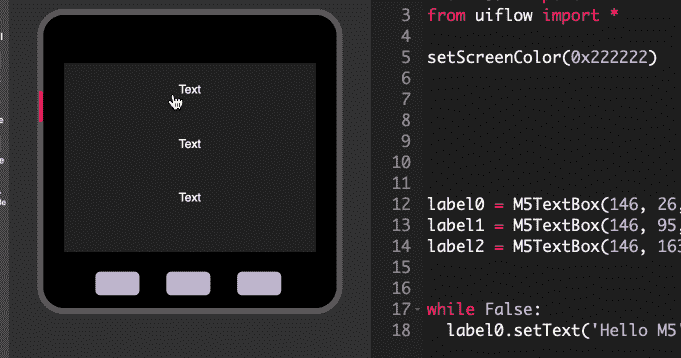 Text
Text
Text
3 from uiflow import *
4
5 setScreenColor(0x222222)
6
7
8
9
10
11
12 label0 = M5TextBox(146, 26,
13 label1 = M5TextBox(146, 95,
14 label2 = M5TextBox(146, 163
15
16
17 while False:
18 label0.setText('Hello M5'